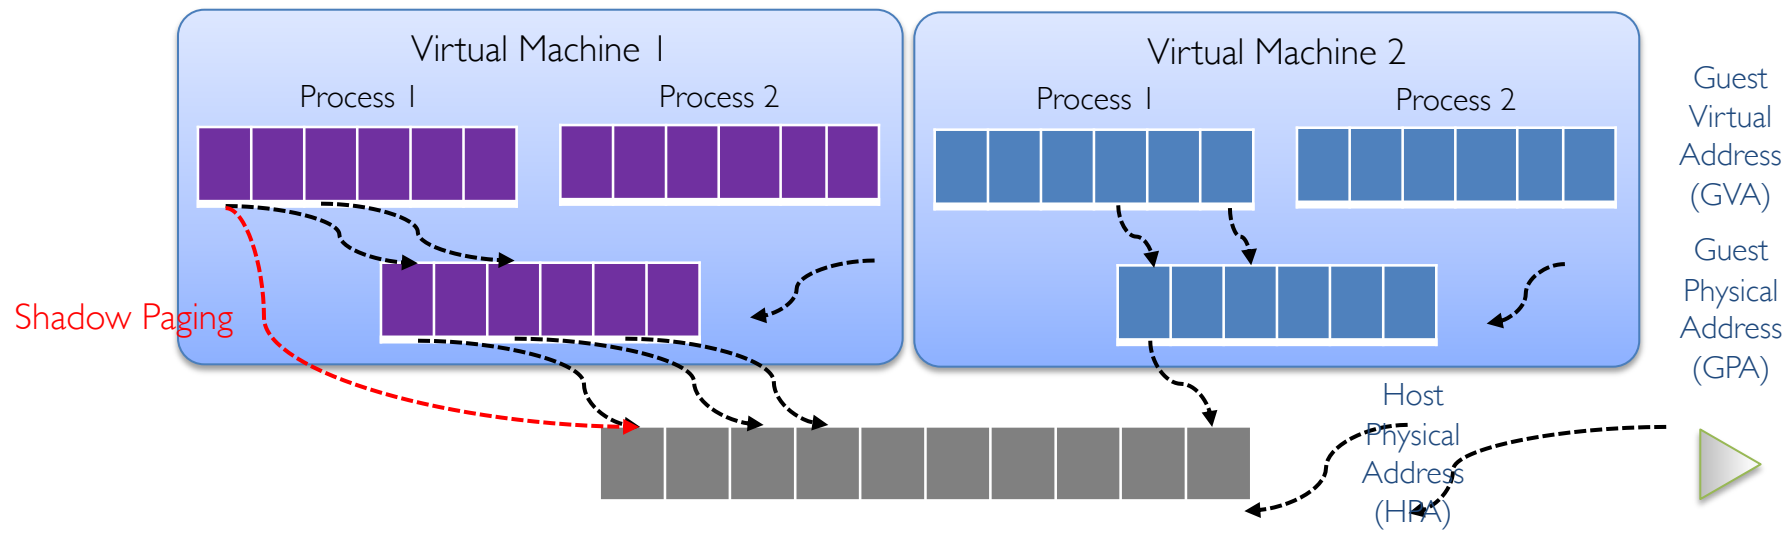 Virtual Machine 1
Process 1
Process 2
Virtual Machine 2
Process 1
Process 2
Guest
Virtual
Address
(GVA)
Guest
Physical
Address
(GPA)
Shadow Paging
Host
Physical
Address
(HPA)